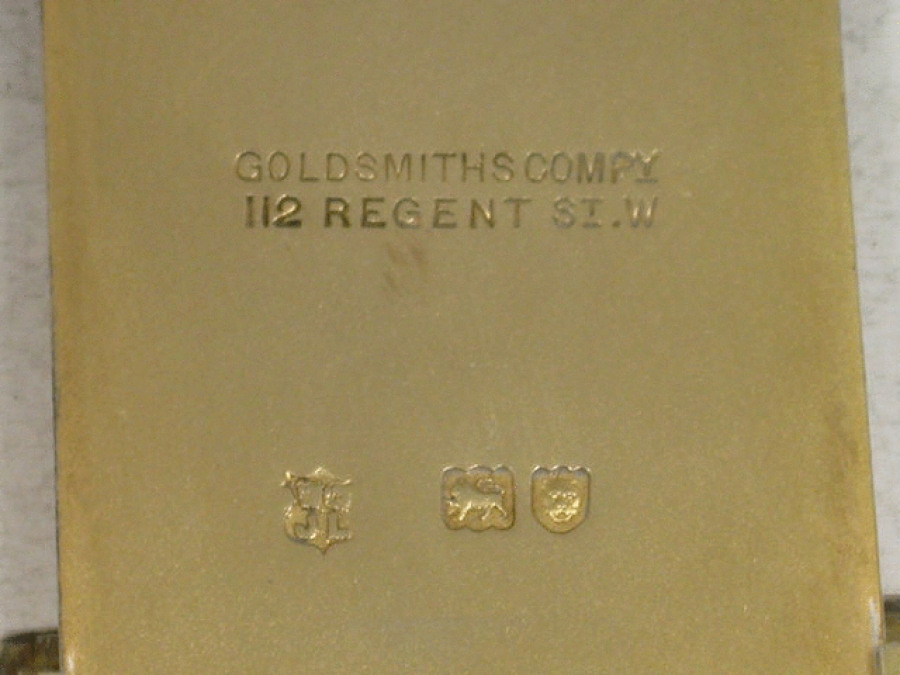 GOLDSMITHS COMPY
112 REGENT ST.W